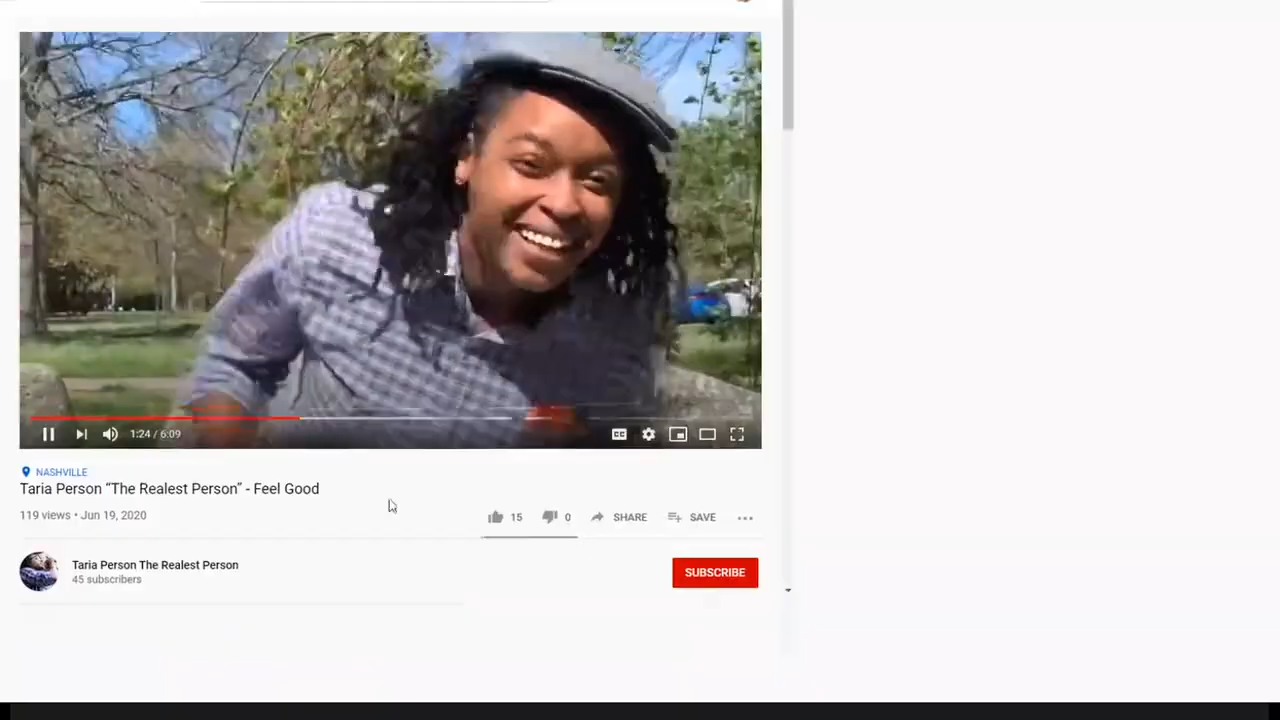 1:24 / 6:09
CC
NASHVILLE
Taria Person “The Realest Person” - Feel Good
119 views • Jun 19, 2020
15
0
SHARE
SAVE
Taria Person The Realest Person
45 subscribers
SUBSCRIBE